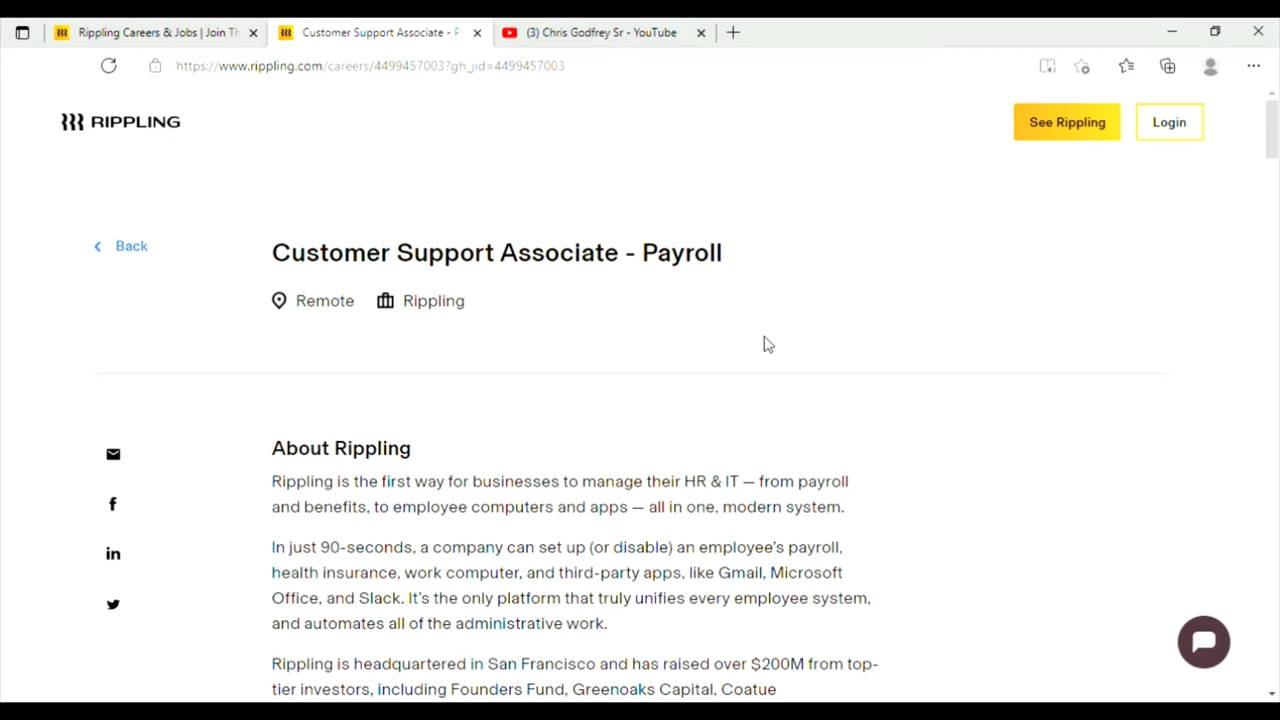 Rippling Careers & Jobs | Join Th
Customer Support Associate - P
(3) Chris Godfrey Sr - YouTube
https://www.rippling.com/careers/4499457003?gh_jid=4499457003
RIPPLING
See Rippling
Login
Back
Customer Support Associate - Payroll
Remote
Rippling
About Rippling
Rippling is the first way for businesses to manage their HR & IT — from payroll
and benefits, to employee computers and apps — all in one, modern system.
In just 90-seconds, a company can set up (or disable) an employee's payroll,
health insurance, work computer, and third-party apps, like Gmail, Microsoft
Office, and Slack. It's the only platform that truly unifies every employee system,
and automates all of the administrative work.
Rippling is headquartered in San Francisco and has raised over $200M from top-
tier investors, including Founders Fund, Greenoaks Capital, Coatue